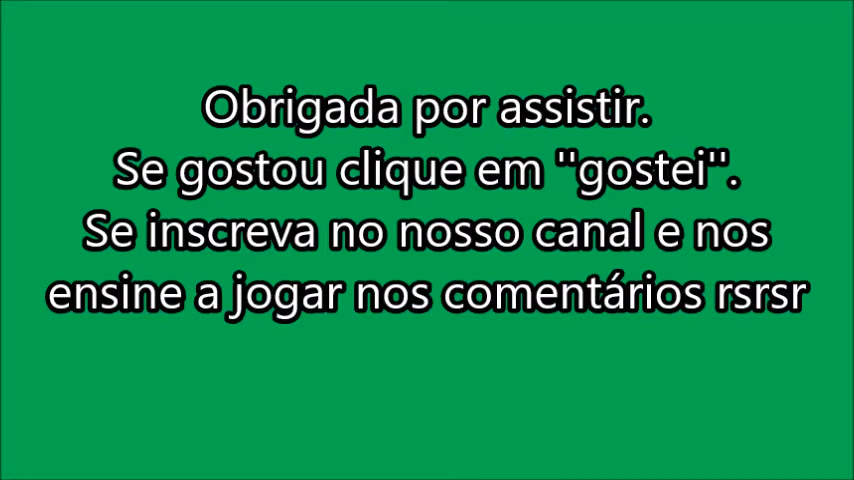 Obrigada por assistir.
Se gostou clique em ''gostei''.
Se inscreva no nosso canal e nos
ensine a jogar nos comentários rsrsr